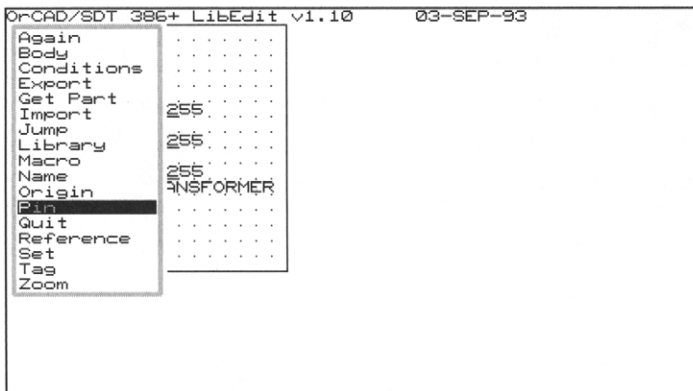 OrCAD/SDT 386+ LibEdit v1.10 03-SEP-93
Again
Body
Conditions
Export
Get Part
Import
Jump
Library
Macro
Name
Origin
Pin
Quit
Reference
Set
Tag
Zoom
255
255
255
ANSFORMER